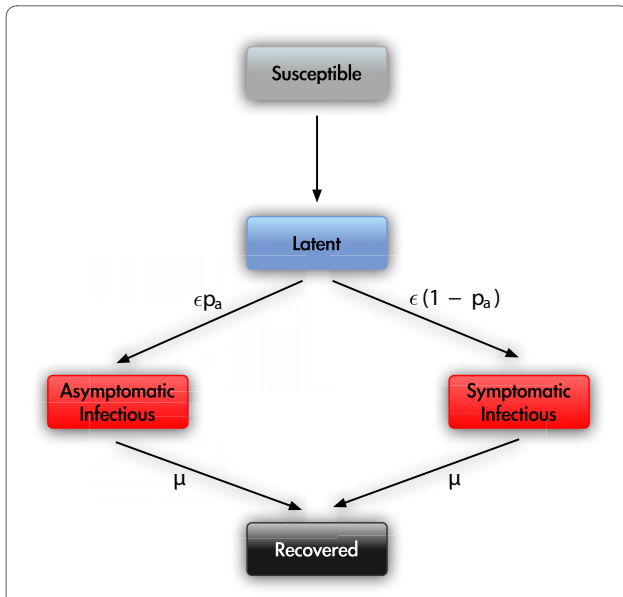 Susceptible
Latent
ϵpₐ
ϵ (1 − pₐ)
Asymptomatic
Infectious
Symptomatic
Infectious
μ
μ
Recovered